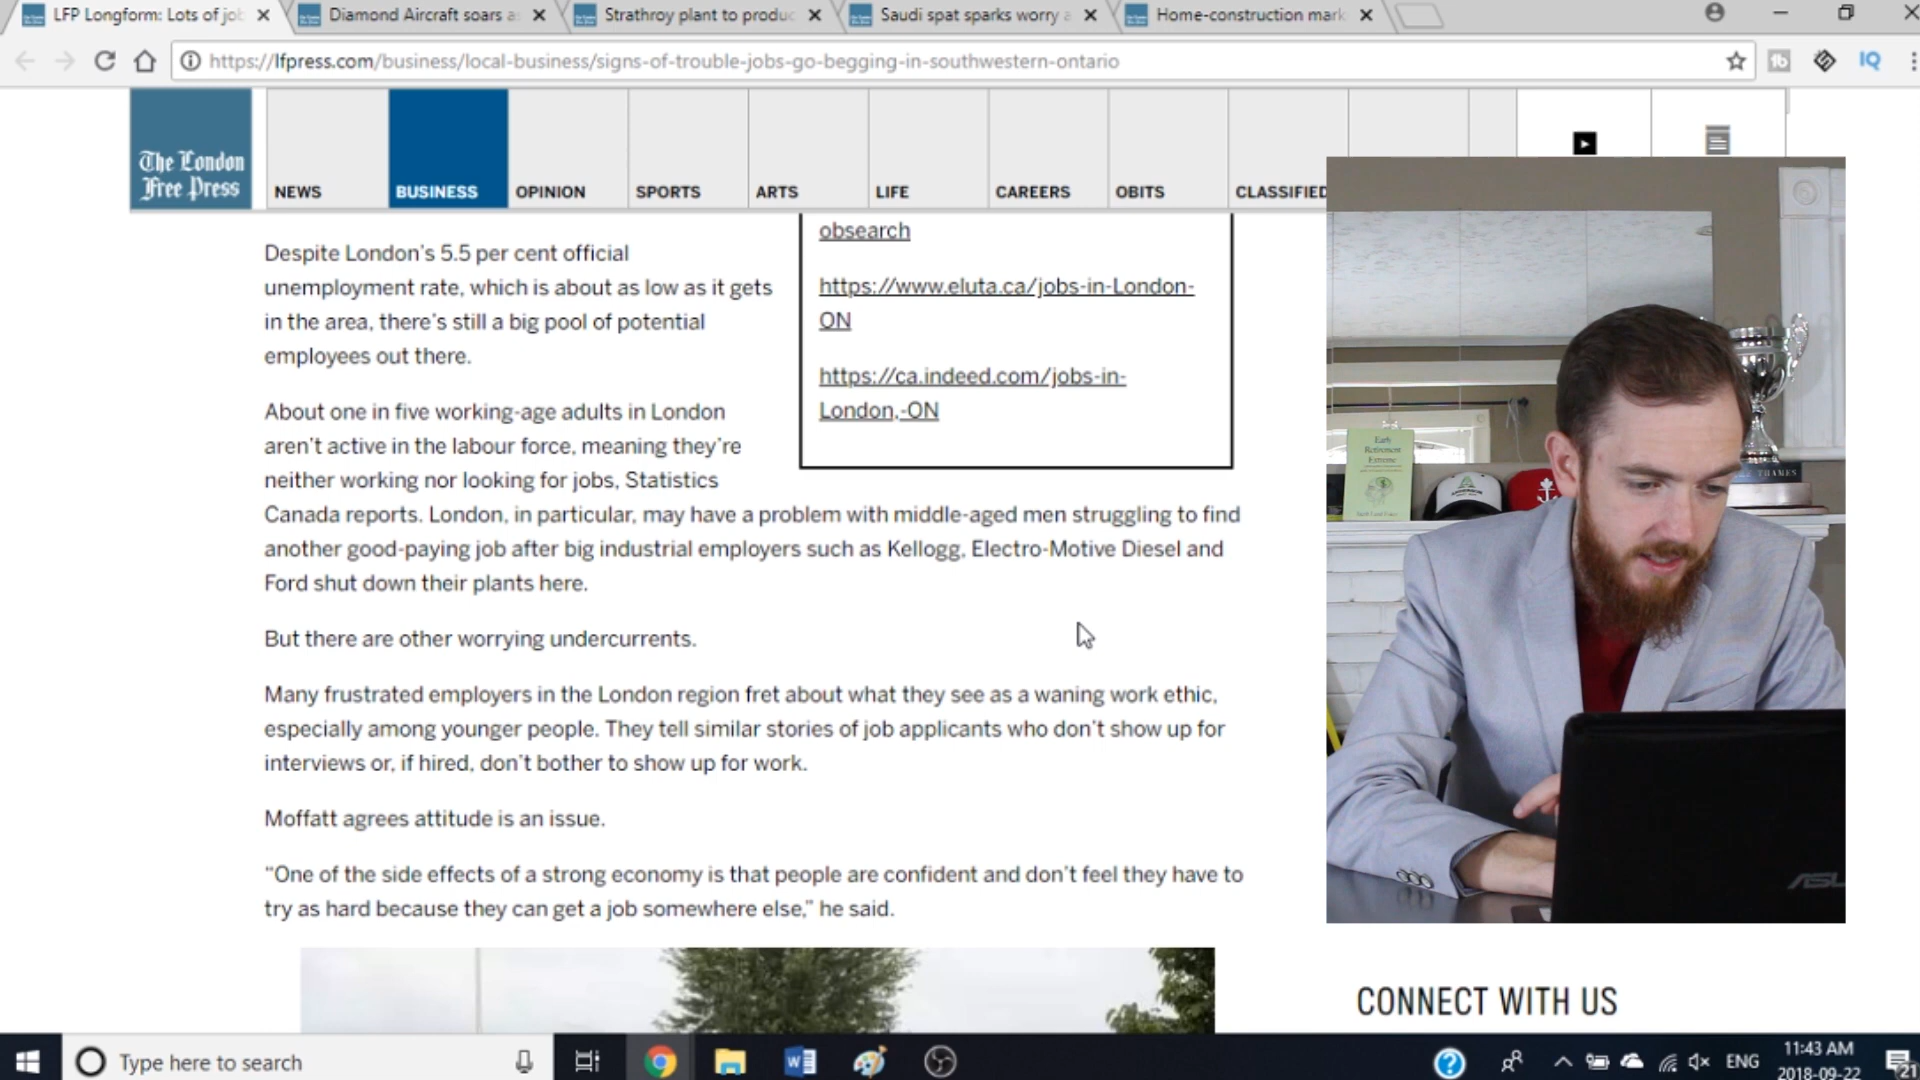 LFP Longform: Lots of jo
Diamond Aircraft soars a
Strathroy plant to produc
Saudi spat sparks worry a
Home-construction mark
https://lfpress.com/business/local-business/signs-of-trouble-jobs-go-begging-in-southwestern-ontario
IQ
The London
Free Press
NEWS
BUSINESS
OPINION
SPORTS
ARTS
LIFE
CAREERS
OBITS
CLASSIFIED
obsearch
https://www.eluta.ca/jobs-in-London-
ON
https://ca.indeed.com/jobs-in-
London,-ON
Despite London's 5.5 per cent official
unemployment rate, which is about as low as it gets
in the area, there's still a big pool of potential
employees out there.
About one in five working-age adults in London
aren't active in the labour force, meaning they're
neither working nor looking for jobs, Statistics
Canada reports. London, in particular, may have a problem with middle-aged men struggling to find
another good-paying job after big industrial employers such as Kellogg, Electro-Motive Diesel and
Ford shut down their plants here.
But there are other worrying undercurrents.
Many frustrated employers in the London region fret about what they see as a waning work ethic,
especially among younger people. They tell similar stories of job applicants who don't show up for
interviews or, if hired, don't bother to show up for work.
Moffatt agrees attitude is an issue.
“One of the side effects of a strong economy is that people are confident and don't feel they have to
try as hard because they can get a job somewhere else,” he said.
Early
Retirement
Extreme
THAMES
ASU
CONNECT WITH US
Type here to search
ENG
11:43 AM
2018-09-22
21